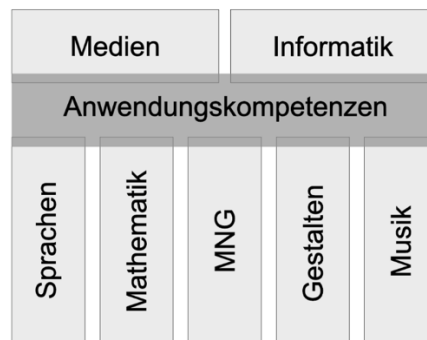 Medien
Informatik
Anwendungskompetenzen
Sprachen
Mathematik
MNG
Gestalten
Musik